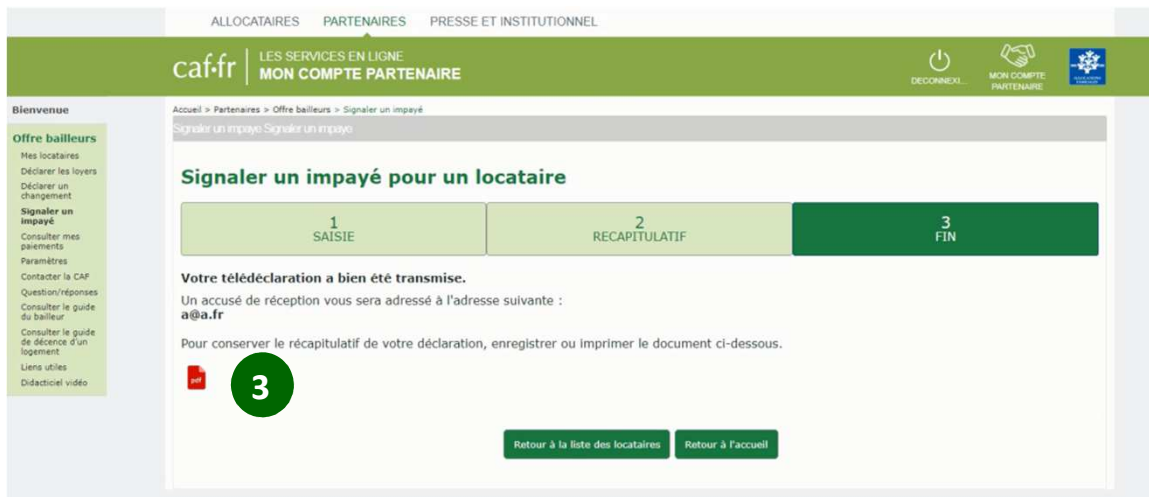 ALLOCATAIRES PARTENAIRES PRESSE ET INSTITUTIONNEL
caf·fr
LES SERVICES EN LIGNE
MON COMPTE PARTENAIRE
DECONNEXI...
MON COMPTE
PARTENAIRE
Bienvenue
Accueil > Partenaires > Offre bailleurs > Signaler un impayé
Signaler un impaye Signaler un impaye
Offre bailleurs
Mes locataires
Déclarer les loyers
Déclarer un
changement
Signaler un
impayé
Consulter mes
paiements
Paramètres
Contacter la CAF
Question/réponses
Consulter le guide
du bailleur
Consulter le guide
de décence d'un
logement
Liens utiles
Didacticiel vidéo
Signaler un impayé pour un locataire
1
SAISIE
2
RECAPITULATIF
3
FIN
Votre télédéclaration a bien été transmise.
Un accusé de réception vous sera adressé à l'adresse suivante :
a@a.fr
Pour conserver le récapitulatif de votre déclaration, enregistrer ou imprimer le document ci-dessous.
pdf
3
Retour à la liste des locataires
Retour à l'accueil